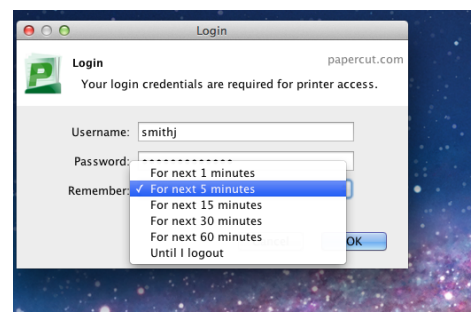 Login
papercut.com
Login
Your login credentials are required for printer access.
Username: smithj
Password:
Remember:
For next 1 minutes
✓ For next 5 minutes
For next 15 minutes
For next 30 minutes
For next 60 minutes
Until I logout
OK